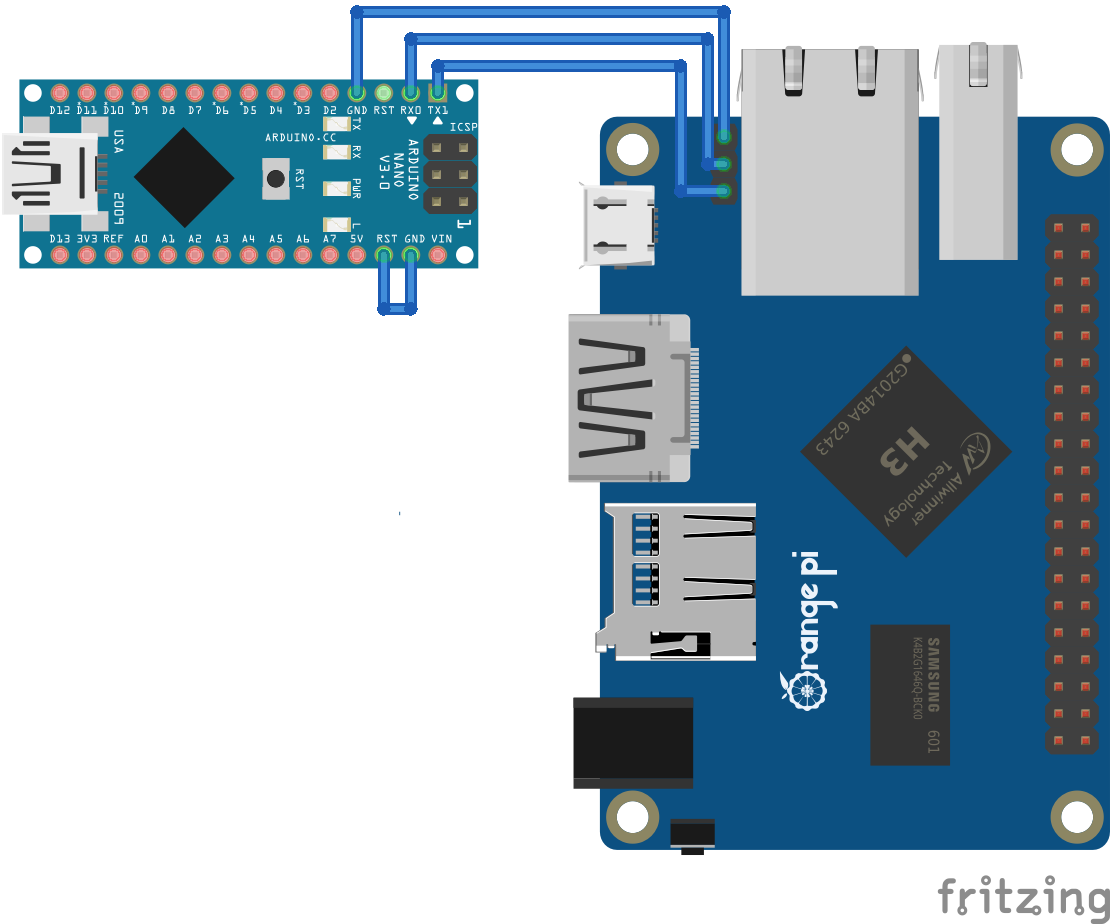 D12 D11 D10 D9 D8 D7 D6 D5 D4 D3 D2 GND RST RX0 TX1
TX
RX
PWR
L
ARDUINO.CC
RST
ARDUINO
NANO
V3.0
ICSP
1
USA
2009
D13 3V3 REF A0 A1 A2 A3 A4 A5 A6 A7 5V RST GND VIN
G2014BA 6243
H3
Allwinner
Technology
Orange pi
SAMSUNG 601
K4B2G1646Q-BCK0
fritzing